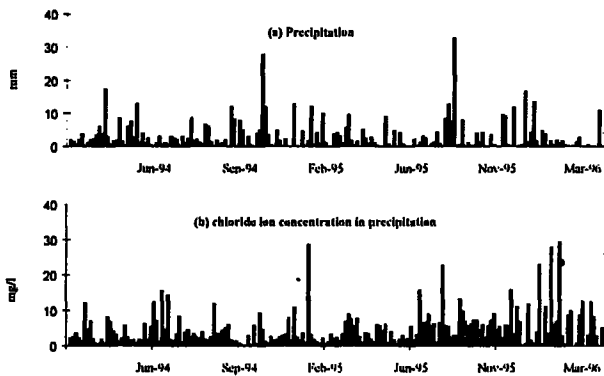 (a) Precipitation
40
30
20
10
0
mm
Jun-94 Sep-94 Feb-95 Jun-95 Nov-95 Mar-96
(b) chloride ion concentration in precipitation
40
30
20
10
0
mg/l
Jun-94 Sep-94 Feb-95 Jun-95 Nov-95 Mar-96